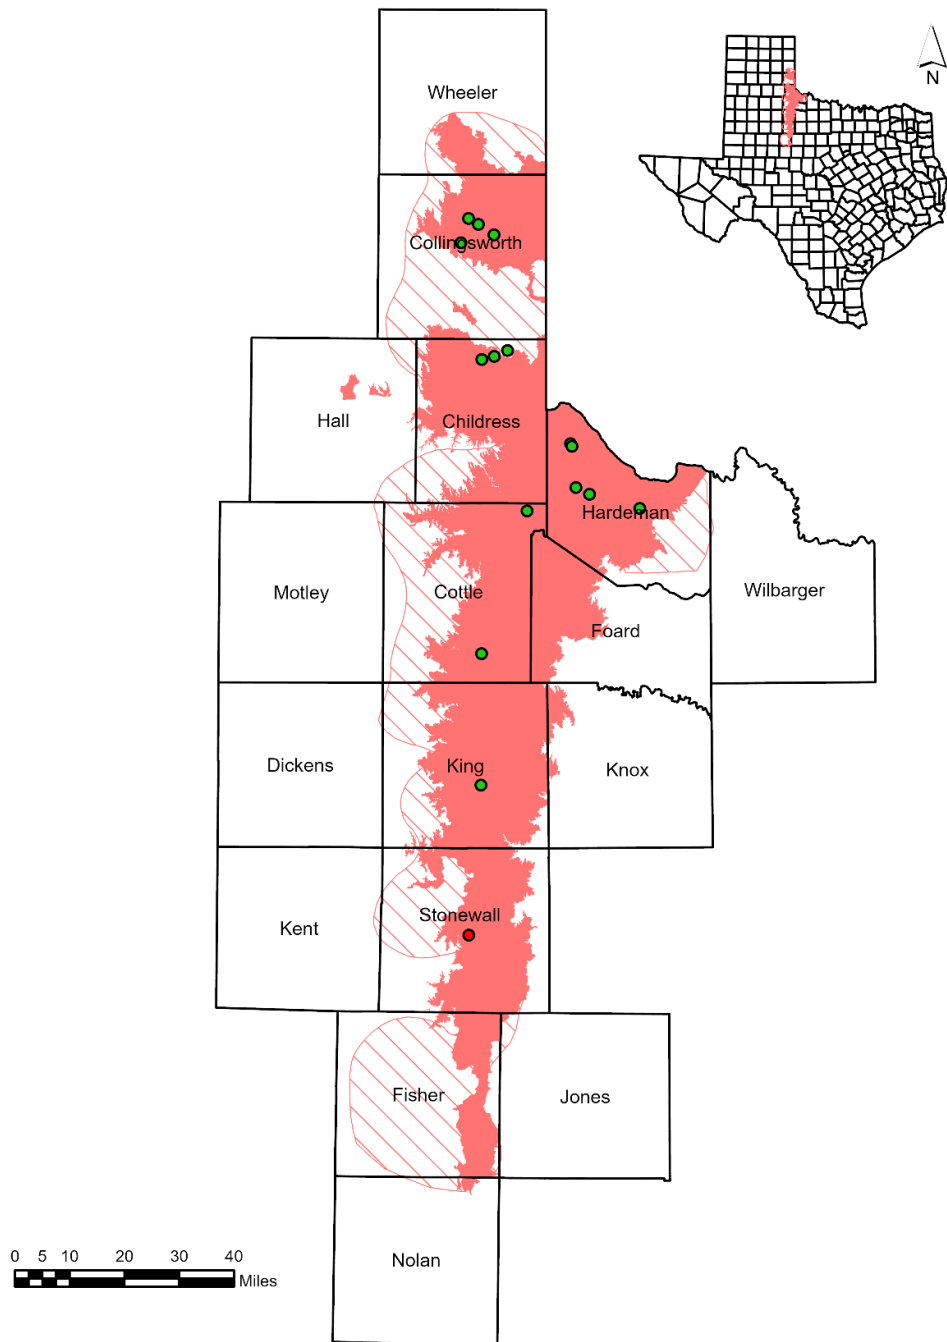 Wheeler
N
Collingsworth
Hall
Childress
Hardeman
Motley
Cottle
Wilbarger
Foard
Dickens
King
Knox
Kent
Stonewall
Fisher
Jones
Nolan
0 5 10 20 30 40
Miles